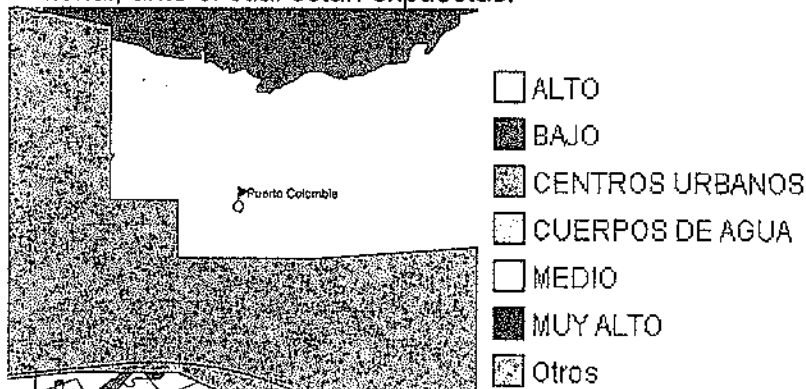 Puerto Colombia
ALTO
BAJO
CENTROS URBANOS
CUERPOS DE AGUA
MEDIO
MUY ALTO
Otros